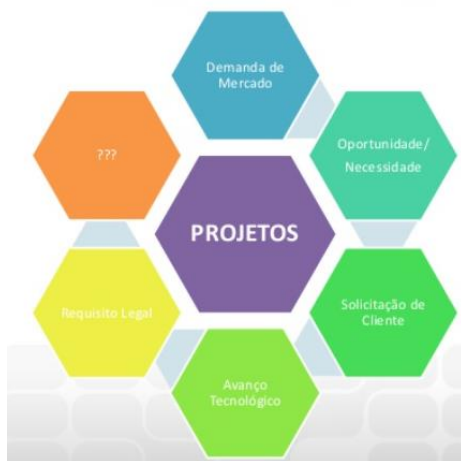 Demanda de
Mercado
???
Oportunidade/
Necessidade
PROJETOS
Requisito Legal
Solicitação de
Cliente
Avanço
Tecnológico